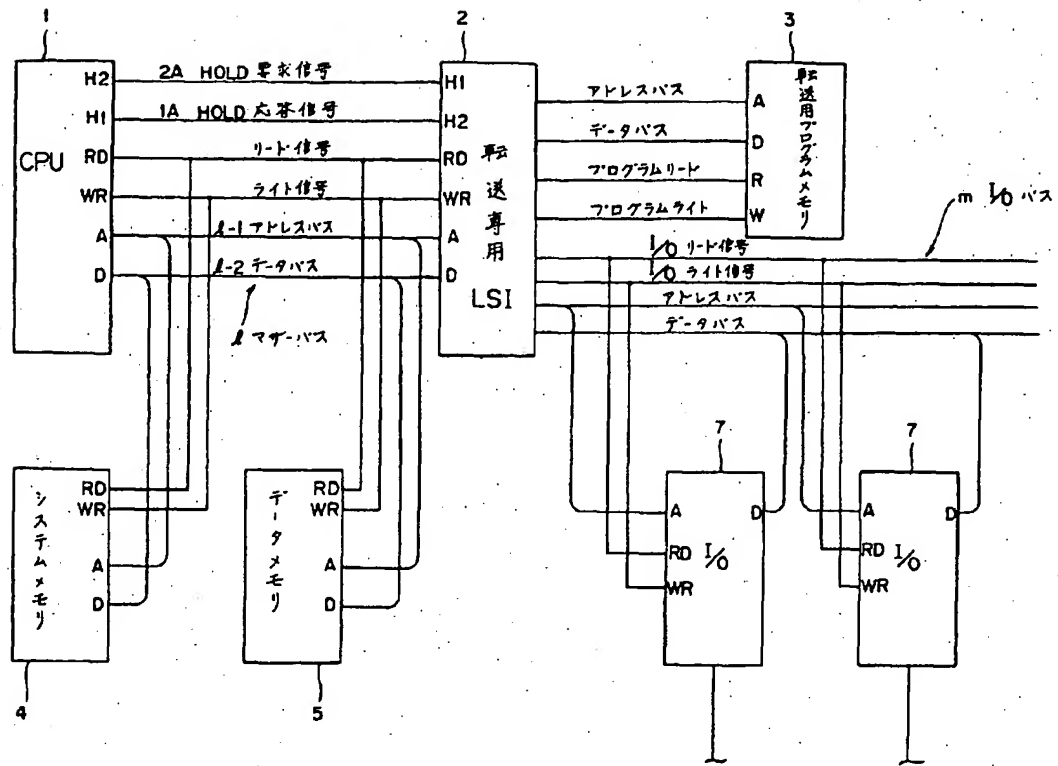 1
CPU
H2
H1
RD
WR
A
D
2A HOLD 要求信号
1A HOLD 応答信号
リード信号
ライト信号
l-1 アドレスバス
l-2 データバス
l マザーバス
2
H1
H2
RD
WR
A
D
転送専用
LSI
アドレスバス
データバス
プログラムリード
プログラムライト
3
A
D
R
W
転送用プログラムメモリ
m I/O バス
I/O リード信号
I/O ライト信号
アドレスバス
データバス
システムメモリ
RD
WR
A
D
4
データメモリ
RD
WR
A
D
5
7
A
D
RD
I/O
WR
7
A
D
RD
I/O
WR